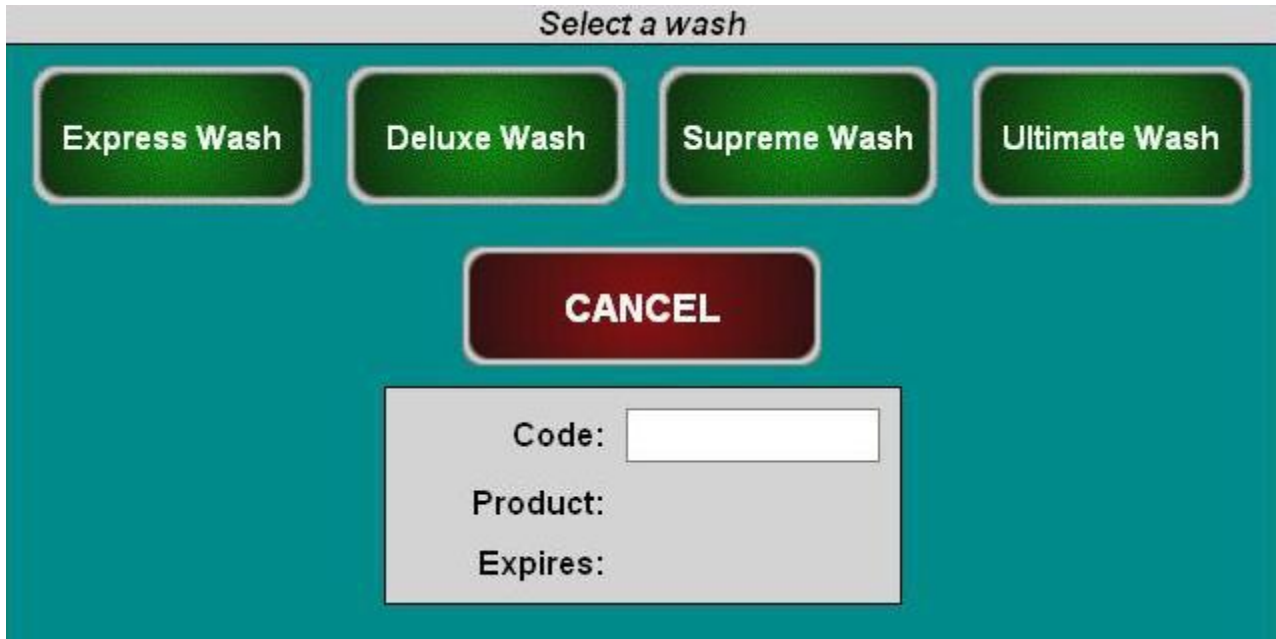 Select a wash
Express Wash Deluxe Wash Supreme Wash Ultimate Wash
CANCEL
Code:
Product:
Expires: